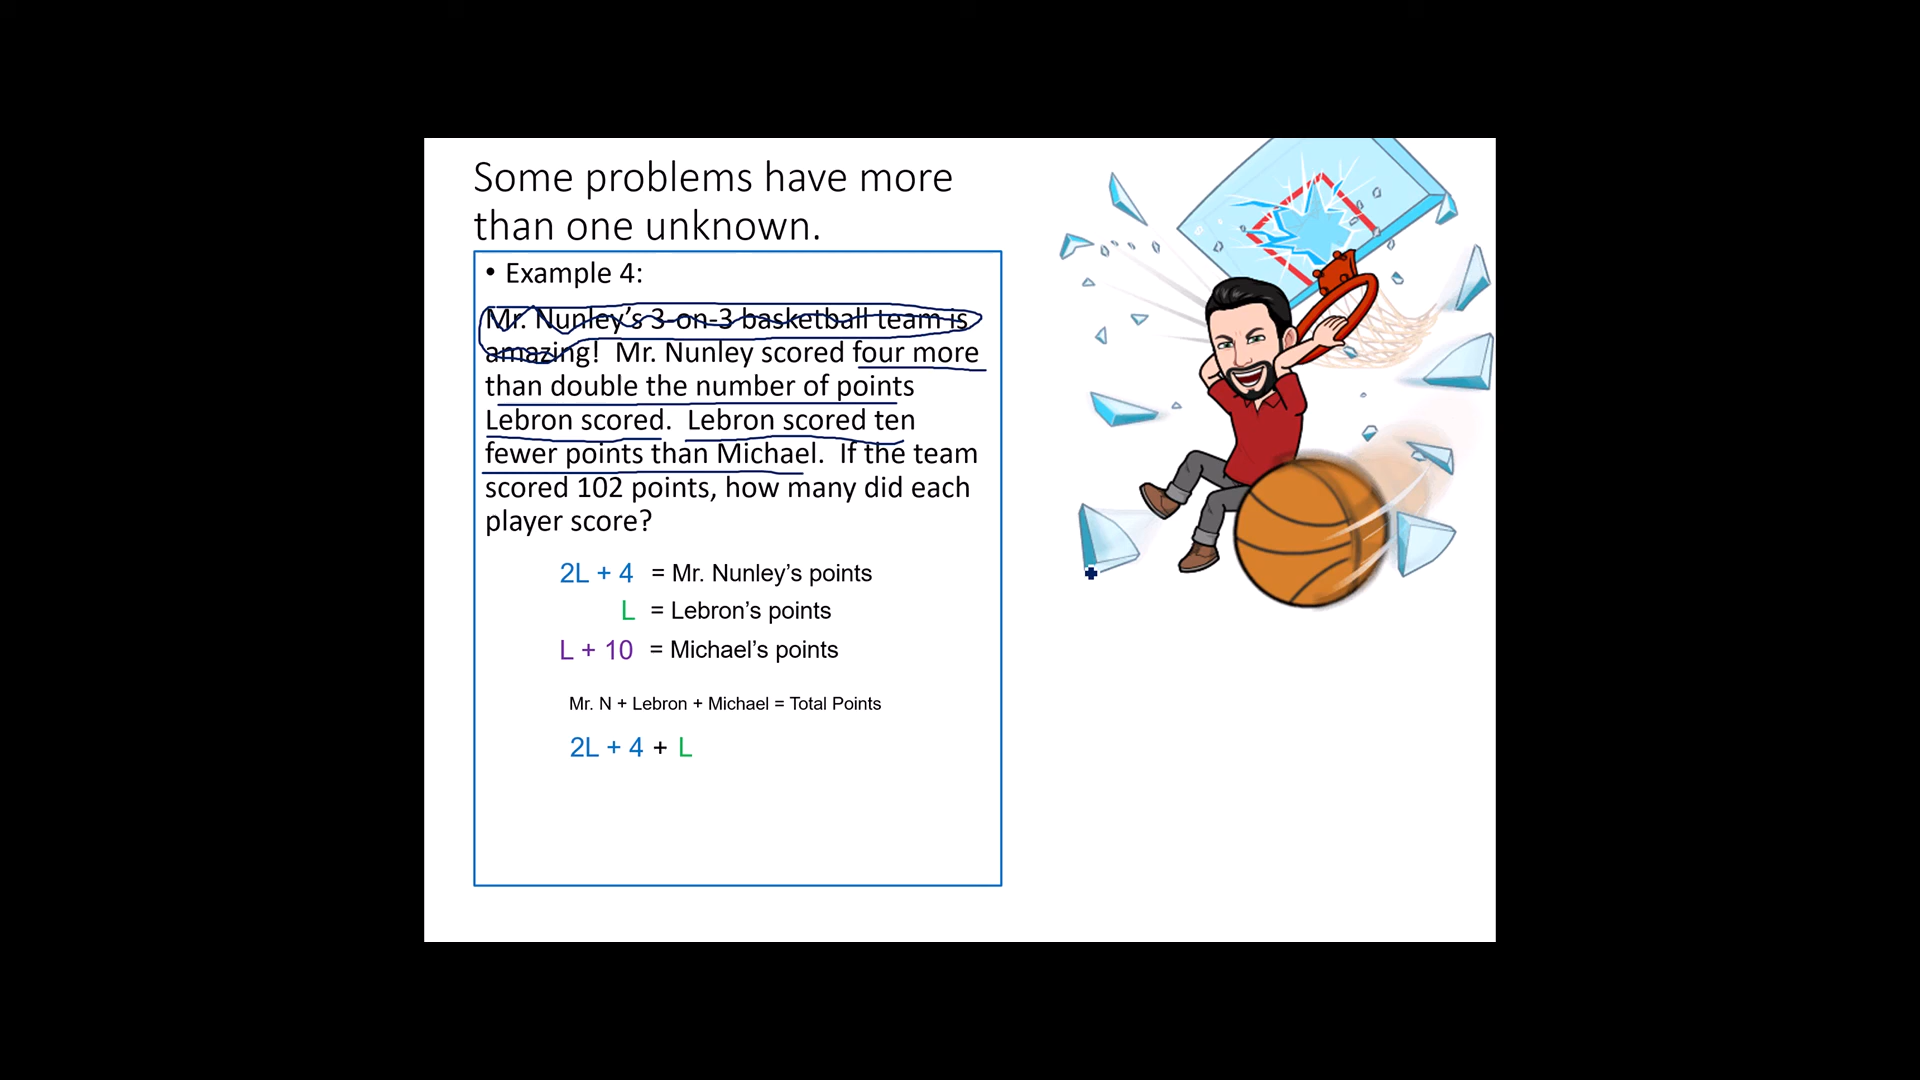 Some problems have more
than one unknown.
• Example 4:
Mr. Nunley’s 3-on-3 basketball team is
amazing! Mr. Nunley scored four more
than double the number of points
Lebron scored. Lebron scored ten
fewer points than Michael. If the team
scored 102 points, how many did each
player score?
2L + 4 = Mr. Nunley’s points
L = Lebron’s points
L + 10 = Michael’s points
Mr. N + Lebron + Michael = Total Points
2L + 4 + L